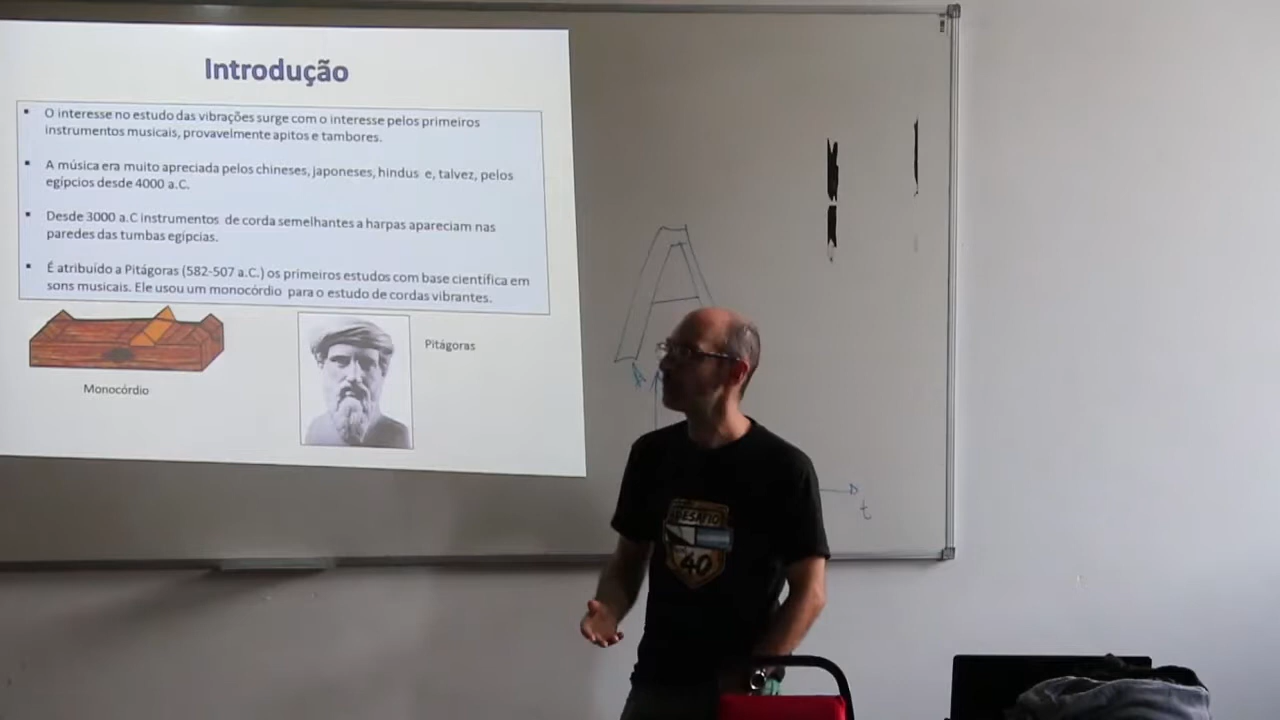 Introdução
▪ O interesse no estudo das vibrações surge com o interesse pelos primeiros
instrumentos musicais, provavelmente apitos e tambores.
▪ A música era muito apreciada pelos chineses, japoneses, hindus e, talvez, pelos
egípcios desde 4000 a.C.
▪ Desde 3000 a.C instrumentos de corda semelhantes a harpas apareciam nas
paredes das tumbas egípcias.
▪ É atribuído a Pitágoras (582-507 a.C.) os primeiros estudos com base científica em
sons musicais. Ele usou um monocórdio para o estudo de cordas vibrantes.
Pitágoras
Monocórdio
t
DESAFIO
40